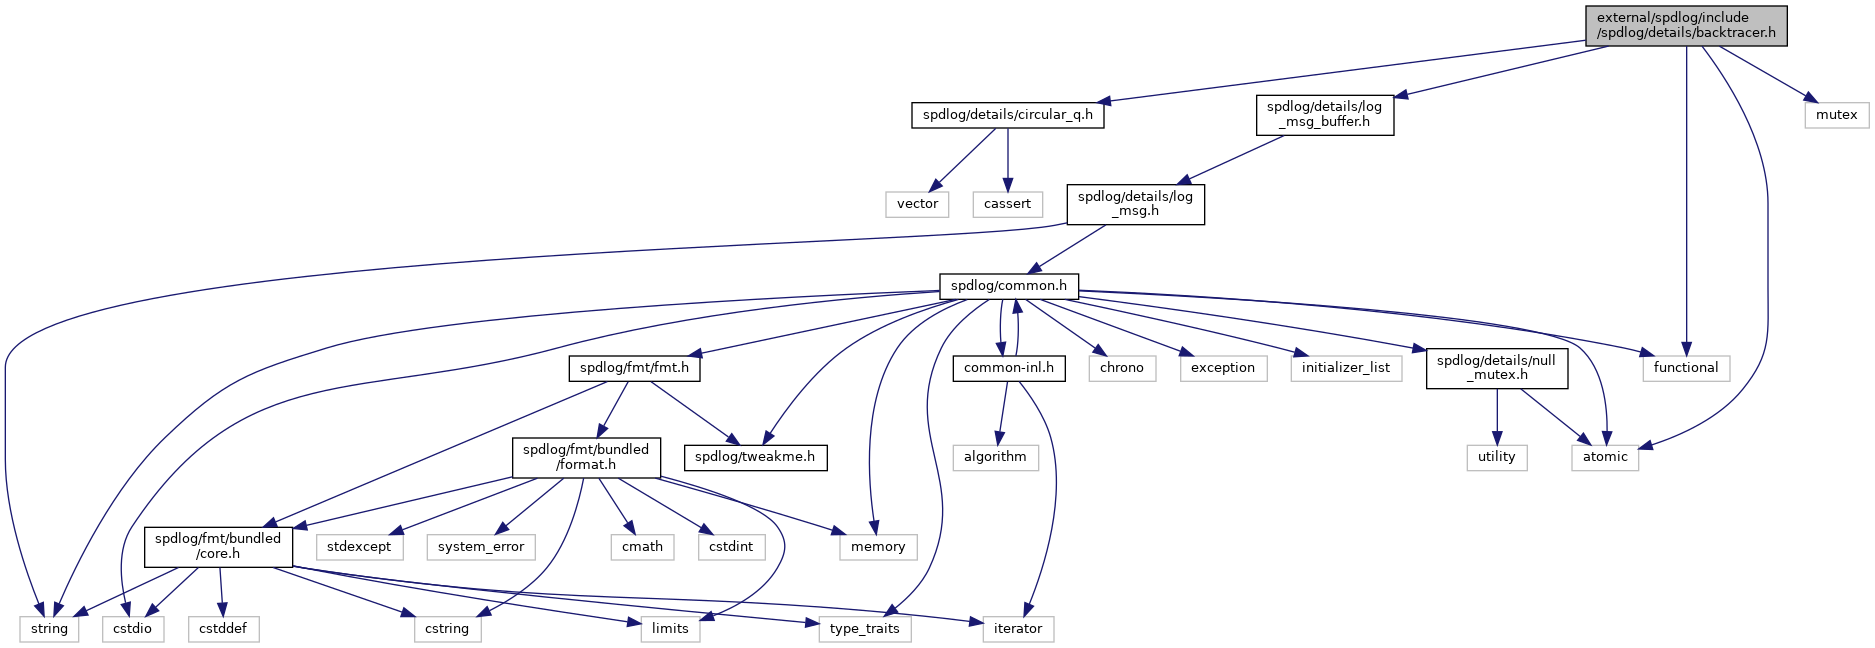 external/spdlog/include
/spdlog/details/backtracer.h
spdlog/details/circular_q.h
spdlog/details/log
_msg_buffer.h
mutex
vector
cassert
spdlog/details/log
_msg.h
spdlog/common.h
spdlog/fmt/fmt.h
common-inl.h
chrono
exception
initializer_list
spdlog/details/null
_mutex.h
functional
spdlog/fmt/bundled
/format.h
spdlog/tweakme.h
algorithm
utility
atomic
spdlog/fmt/bundled
/core.h
stdexcept
system_error
cmath
cstdint
memory
string
cstdio
cstddef
cstring
limits
type_traits
iterator